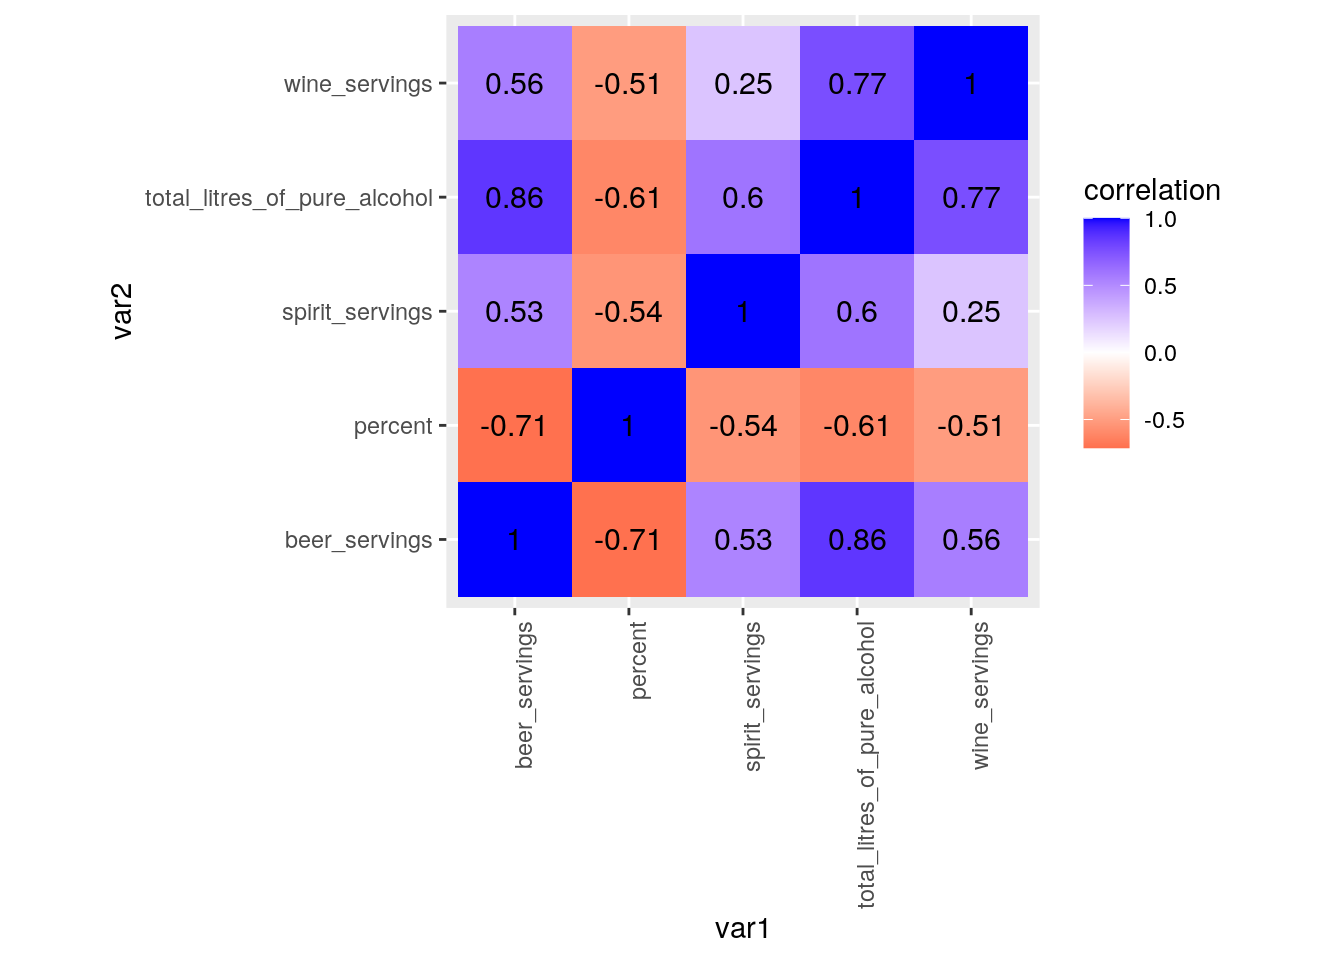 wine_servings 0.56 -0.51 0.25 0.77 1
total_litres_of_pure_alcohol 0.86 -0.61 0.6 1 0.77
spirit_servings 0.53 -0.54 1 0.6 0.25
percent -0.71 1 -0.54 -0.61 -0.51
beer_servings 1 -0.71 0.53 0.86 0.56
var2
beer_servings
percent
spirit_servings
total_litres_of_pure_alcohol
wine_servings
var1
correlation
1.0
0.5
0.0
-0.5